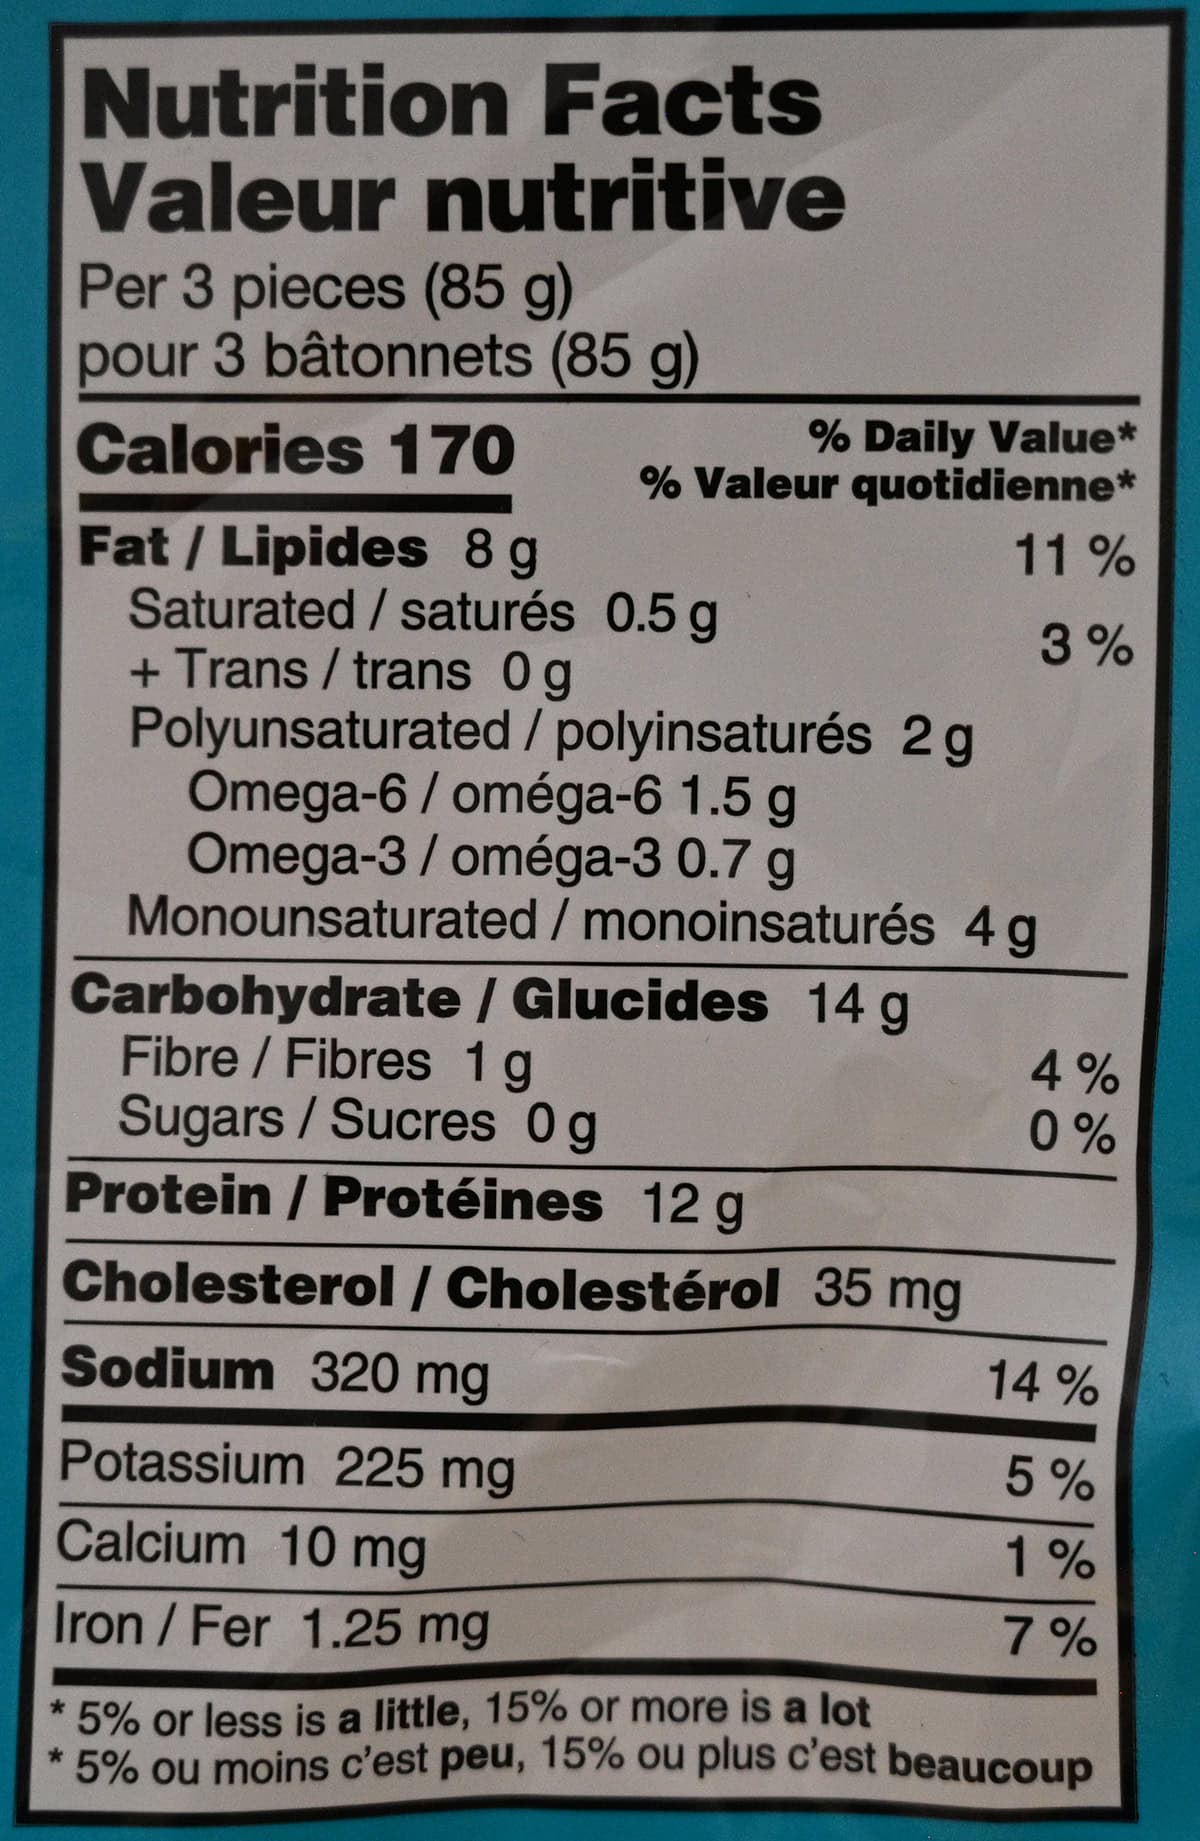 Nutrition Facts
Valeur nutritive
Per 3 pieces (85 g)
pour 3 bâtonnets (85 g)
Calories 170
% Daily Value*
% Valeur quotidienne*
Fat / Lipides 8 g 11 %
Saturated / saturés 0.5 g
+ Trans / trans 0 g 3 %
Polyunsaturated / polyinsaturés 2 g
Omega-6 / oméga-6 1.5 g
Omega-3 / oméga-3 0.7 g
Monounsaturated / monoinsaturés 4 g
Carbohydrate / Glucides 14 g
Fibre / Fibres 1 g 4 %
Sugars / Sucres 0 g 0 %
Protein / Protéines 12 g
Cholesterol / Cholestérol 35 mg
Sodium 320 mg 14 %
Potassium 225 mg 5 %
Calcium 10 mg 1 %
Iron / Fer 1.25 mg 7 %
* 5% or less is a little, 15% or more is a lot
* 5% ou moins c'est peu, 15% ou plus c'est beaucoup